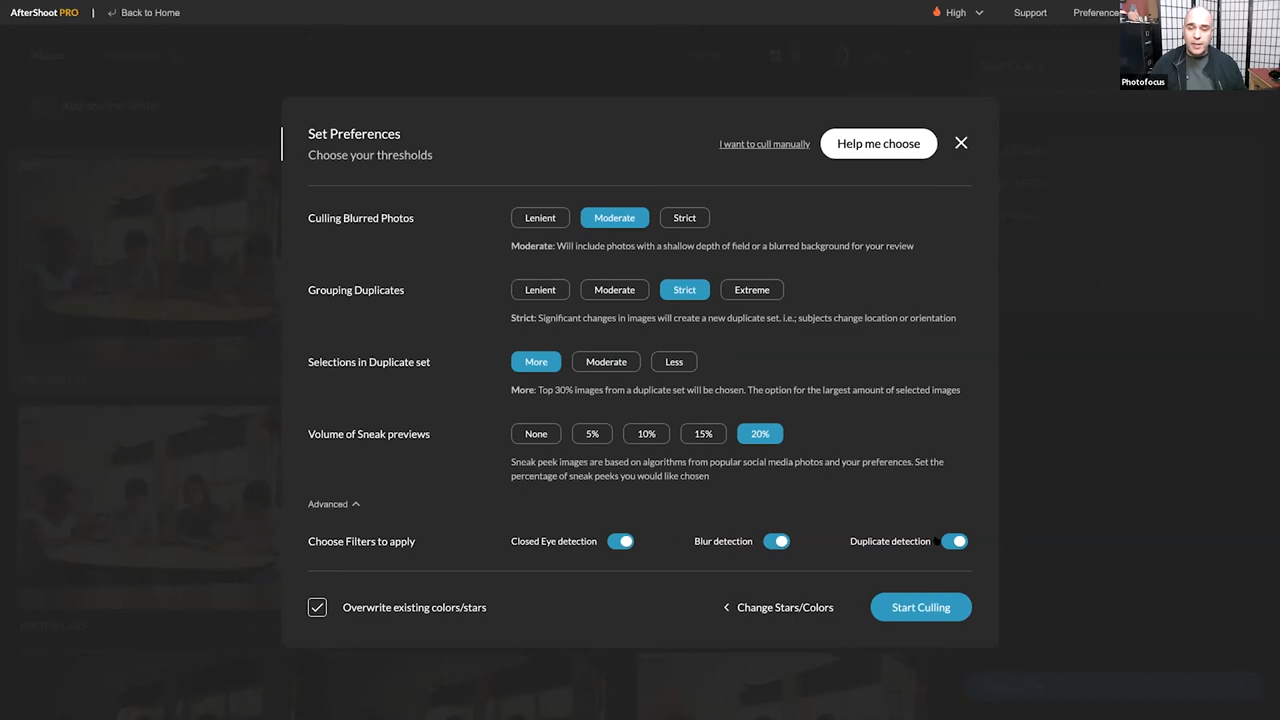 AfterShoot PRO | Back to Home High Support Preferences
Photofocus
Set Preferences
Choose your thresholds
I want to cull manually Help me choose
Culling Blurred Photos Lenient Moderate Strict
Moderate: Will include photos with a shallow depth of field or a blurred background for your review
Grouping Duplicates Lenient Moderate Strict Extreme
Strict: Significant changes in images will create a new duplicate set. i.e.; subjects change location or orientation
Selections in Duplicate set More Moderate Less
More: Top 30% images from a duplicate set will be chosen. The option for the largest amount of selected images
Volume of Sneak previews None 5% 10% 15% 20%
Sneak peek images are based on algorithms from popular social media photos and your preferences. Set the
percentage of sneak peeks you would like chosen
Advanced
Choose Filters to apply Closed Eye detection Blur detection Duplicate detection
Overwrite existing colors/stars Change Stars/Colors Start Culling